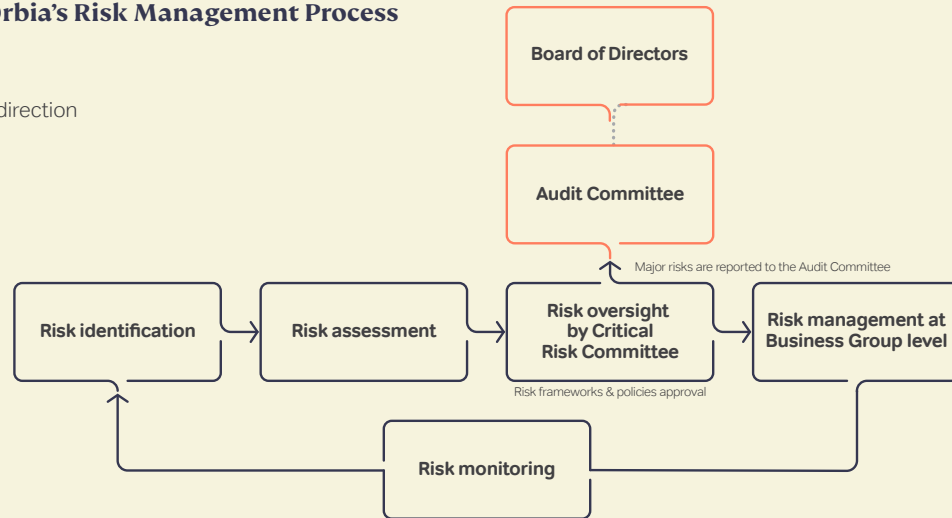 Orbia's Risk Management Process
direction
Board of Directors
Audit Committee
Major risks are reported to the Audit Committee
Risk identification
Risk assessment
Risk oversight
by Critical
Risk Committee
Risk management at
Business Group level
Risk frameworks & policies approval
Risk monitoring